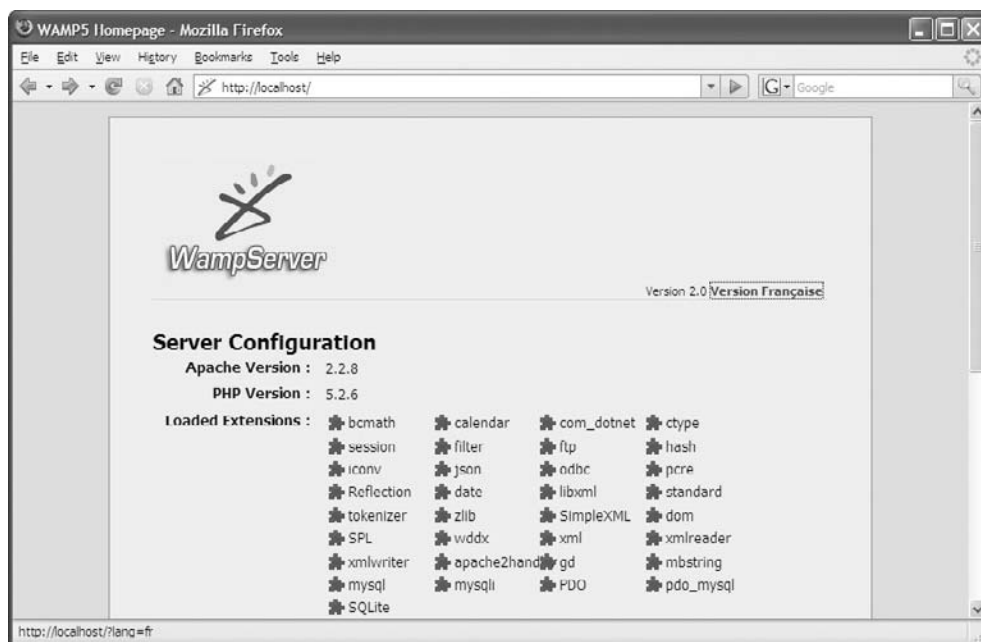 WAMP5 Homepage - Mozilla Firefox
File Edit View History Bookmarks Tools Help
http://localhost/ G Google
WampServer
Version 2.0 Version Française
Server Configuration
Apache Version : 2.2.8
PHP Version : 5.2.6
Loaded Extensions : bcmath calendar com_dotnet ctype
session filter ftp hash
iconv json odbc pcre
Reflection date libxml standard
tokenizer zlib SimpleXML dom
SPL wddx xml xmlreader
xmlwriter apache2hand gd mbstring
mysql mysqli PDO pdo_mysql
SQLite
http://localhost/?lang=fr